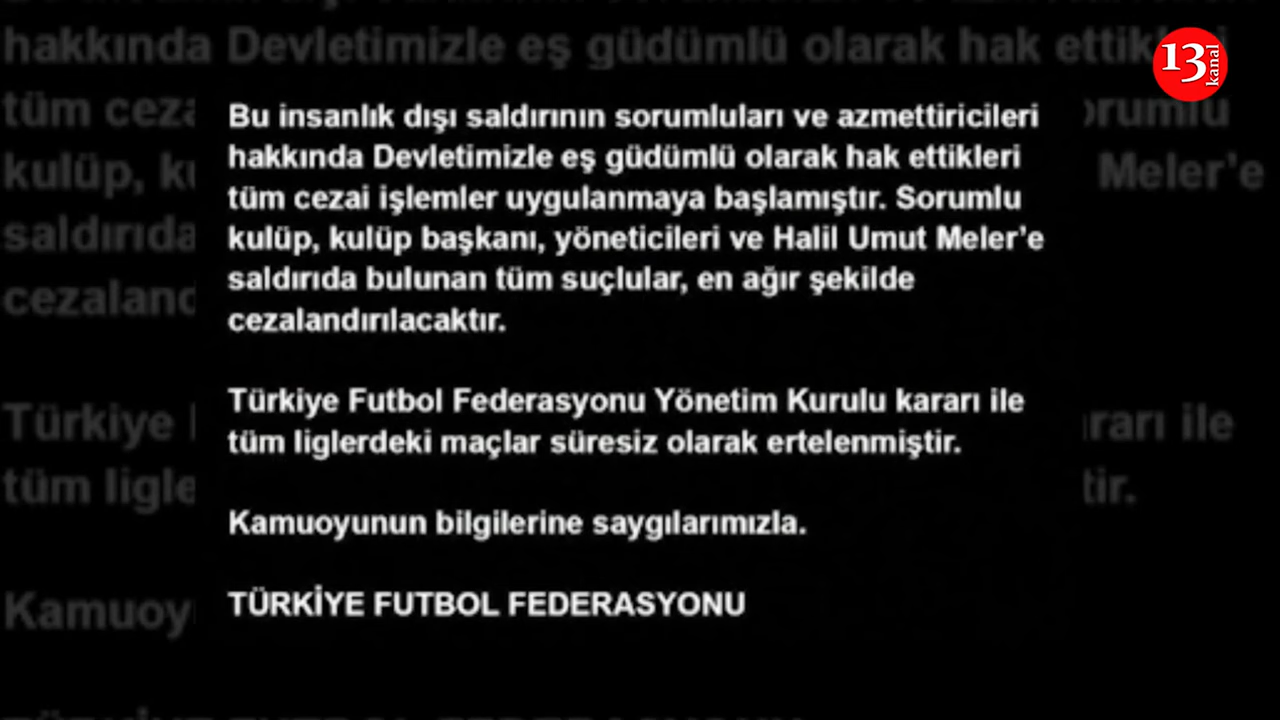 13 kanal
Bu insanlık dışı saldırının sorumluları ve azmettiricileri
hakkında Devletimizle eş güdümlü olarak hak ettikleri
tüm cezai işlemler uygulanmaya başlamıştır. Sorumlu
kulüp, kulüp başkanı, yöneticileri ve Halil Umut Meler’e
saldırıda bulunan tüm suçlular, en ağır şekilde
cezalandırılacaktır.
Türkiye Futbol Federasyonu Yönetim Kurulu kararı ile
tüm liglerdeki maçlar süresiz olarak ertelenmiştir.
Kamuoyunun bilgilerine saygılarımızla.
TÜRKİYE FUTBOL FEDERASYONU